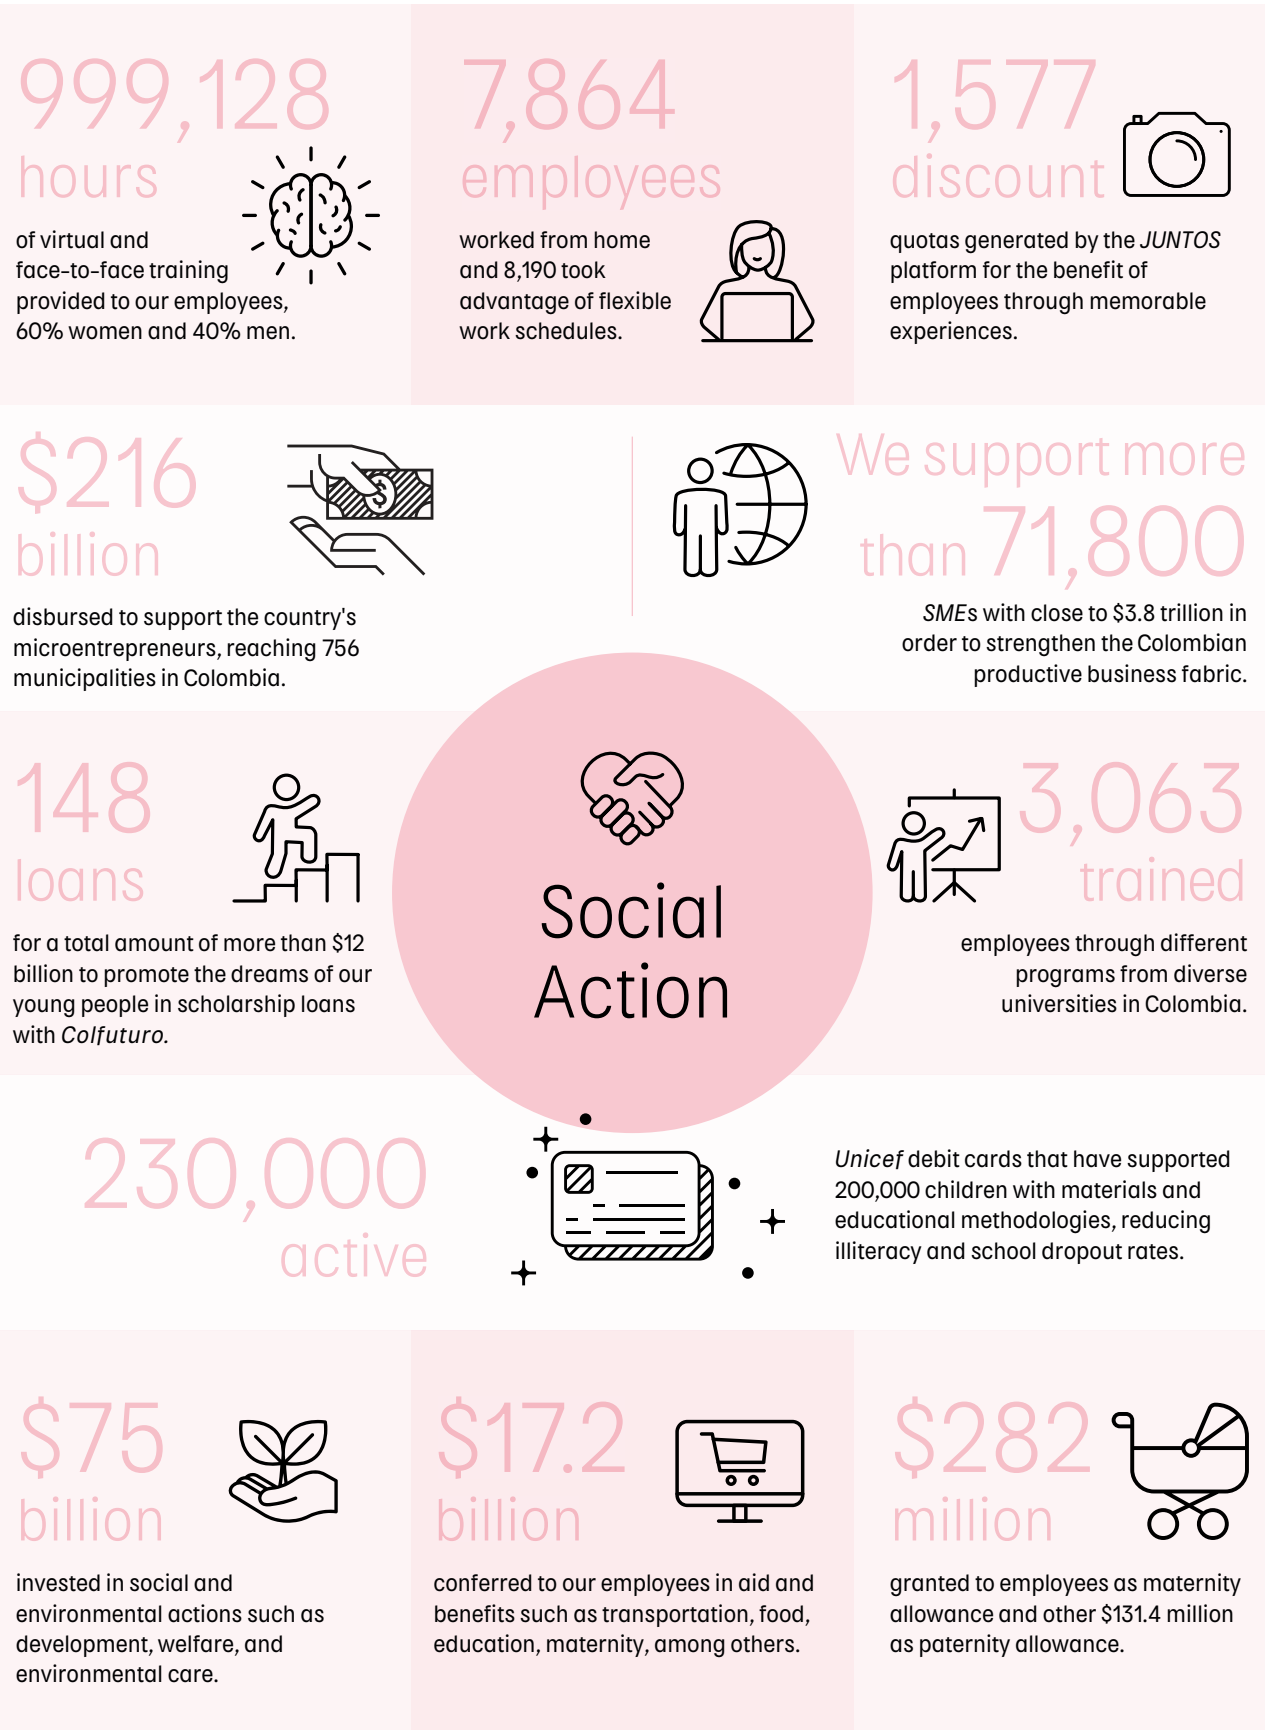 999,128
hours
of virtual and
face-to-face training
provided to our employees,
60% women and 40% men.
7,864
employees
worked from home
and 8,190 took
advantage of flexible
work schedules.
1,577
discount
quotas generated by the JUNTOS
platform for the benefit of
employees through memorable
experiences.
$216
billion
disbursed to support the country's
microentrepreneurs, reaching 756
municipalities in Colombia.
$
We support more
than 71,800
SMEs with close to $3.8 trillion in
order to strengthen the Colombian
productive business fabric.
148
loans
for a total amount of more than $12
billion to promote the dreams of our
young people in scholarship loans
with Colfuturo.
Social
Action
3,063
trained
employees through different
programs from diverse
universities in Colombia.
230,000
active
Unicef debit cards that have supported
200,000 children with materials and
educational methodologies, reducing
illiteracy and school dropout rates.
$75
billion
invested in social and
environmental actions such as
development, welfare, and
environmental care.
$17.2
billion
conferred to our employees in aid and
benefits such as transportation, food,
education, maternity, among others.
$282
million
granted to employees as maternity
allowance and other $131.4 million
as paternity allowance.